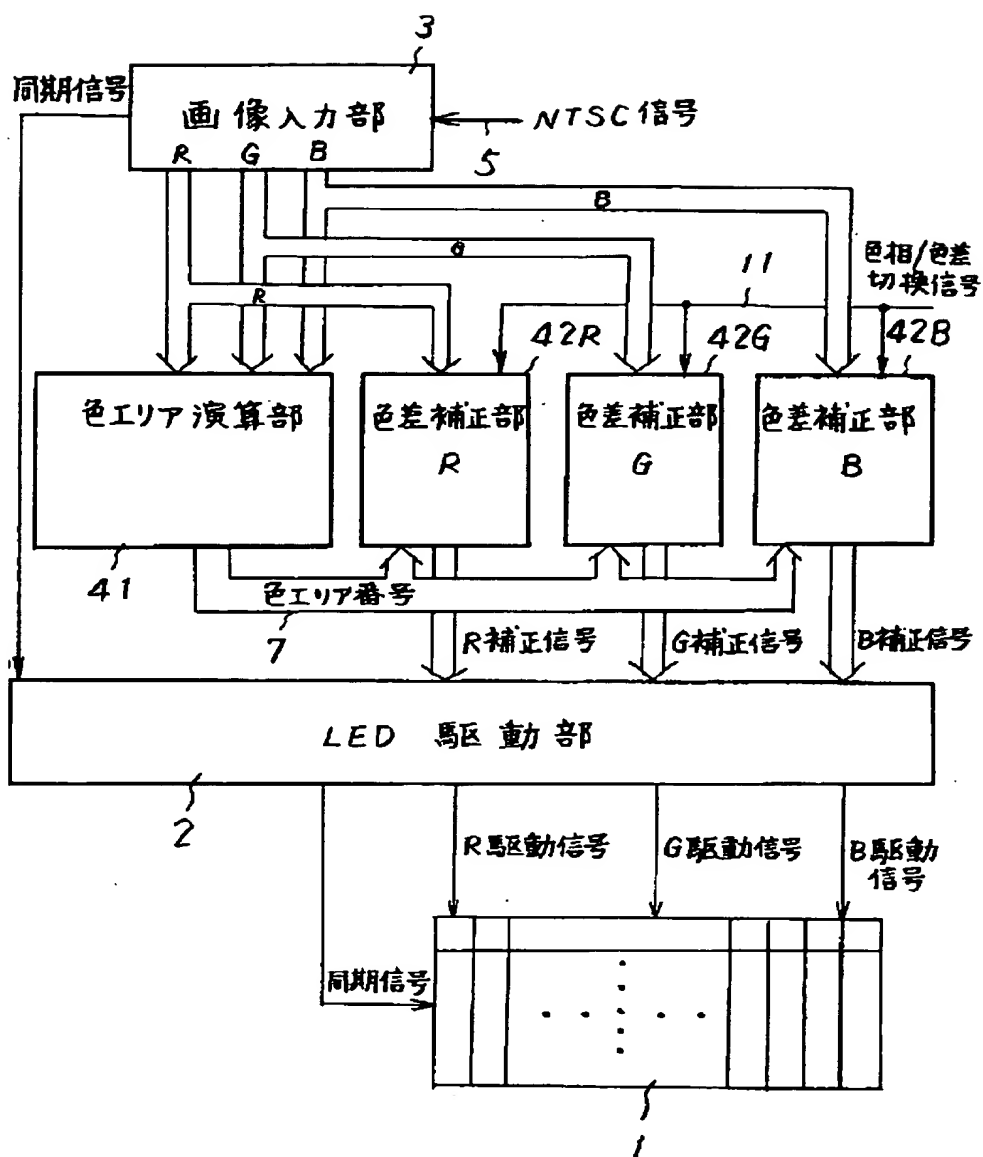 3
同期信号
画像入力部
NTSC信号
R G B
5
B
G
R
11
色相/色差
切換信号
42R
42G
42B
色エリア演算部
色差補正部
R
色差補正部
G
色差補正部
B
41
色エリア番号
7
R補正信号
G補正信号
B補正信号
LED 駆動部
2
R駆動信号
G駆動信号
B駆動
信号
同期信号
1